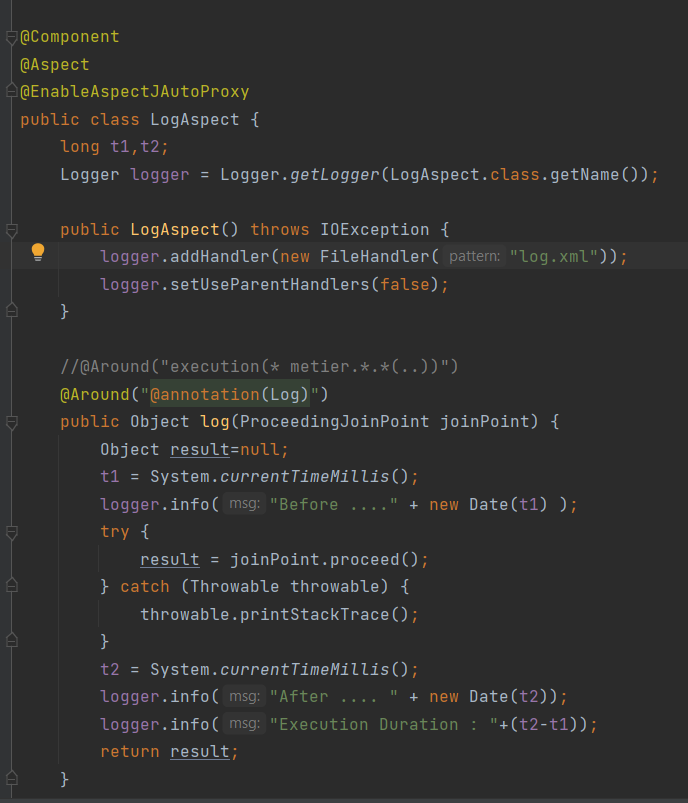 @Component
@Aspect
@EnableAspectJAutoProxy
public class LogAspect {
    long t1,t2;
    Logger logger = Logger.getLogger(LogAspect.class.getName());

    public LogAspect() throws IOException {
        logger.addHandler(new FileHandler( pattern: "log.xml"));
        logger.setUseParentHandlers(false);
    }

    //@Around("execution(* metier.*.*(..))")
    @Around("@annotation(Log)")
    public Object log(ProceedingJoinPoint joinPoint) {
        Object result=null;
        t1 = System.currentTimeMillis();
        logger.info( msg: "Before ...." + new Date(t1) );
        try {
            result = joinPoint.proceed();
        } catch (Throwable throwable) {
            throwable.printStackTrace();
        }
        t2 = System.currentTimeMillis();
        logger.info( msg: "After .... " + new Date(t2));
        logger.info( msg: "Execution Duration : "+(t2-t1));
        return result;
    }